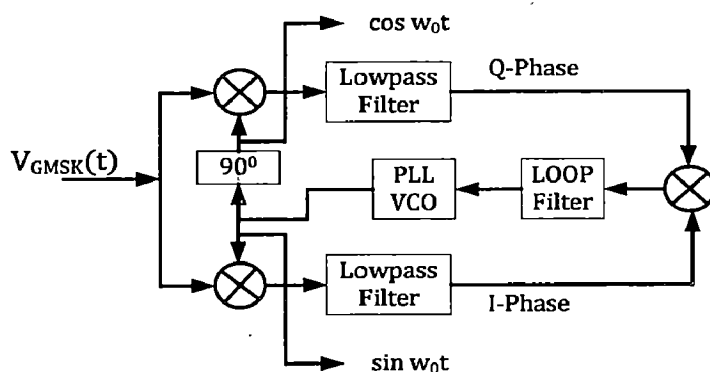 cos w₀t
Lowpass
Filter
Q-Phase
V_GMSK(t)
90⁰
PLL
VCO
LOOP
Filter
Lowpass
Filter
I-Phase
sin w₀t